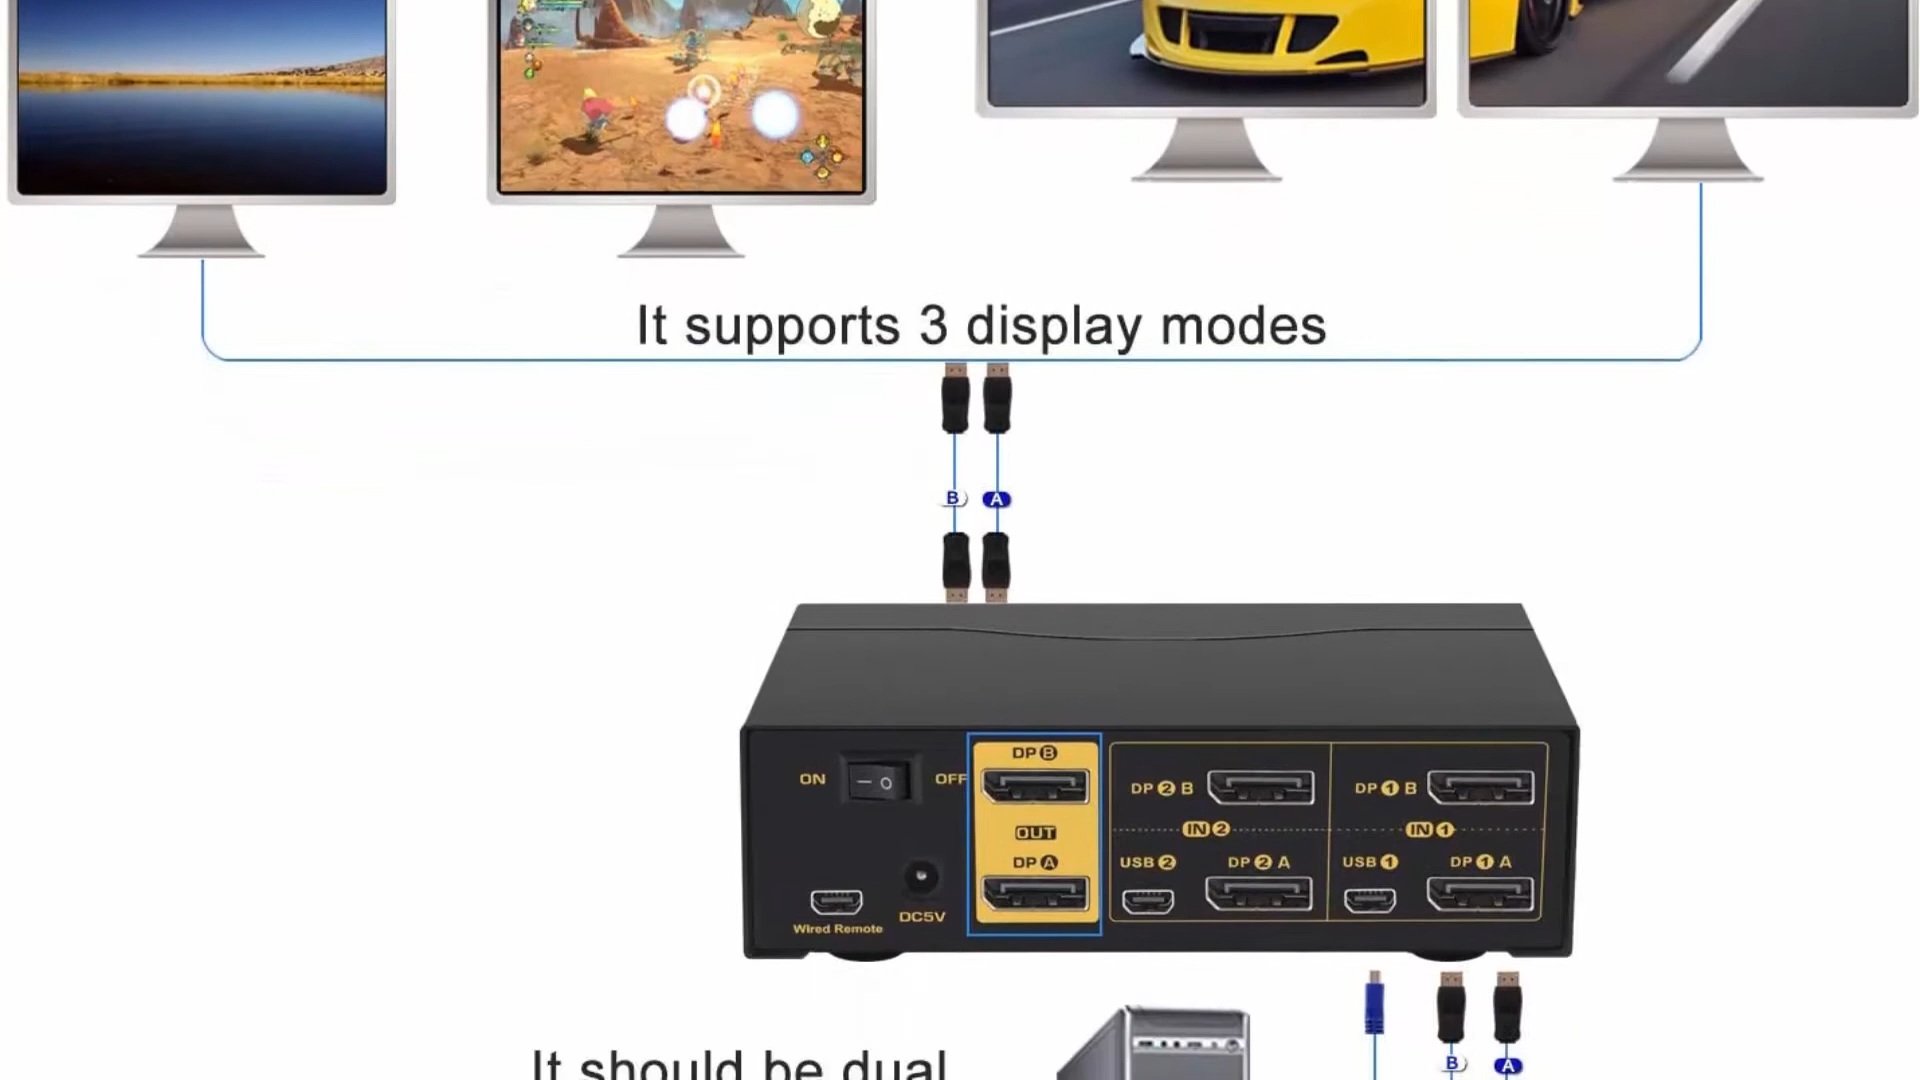 It supports 3 display modes
B A
DP B
ON OFF
DP 2 B DP 1 B
OUT
IN 2 IN 1
DP A
USB 2 DP 2 A USB 1 DP 1 A
DC5V
Wired Remote
It should be dual
B A